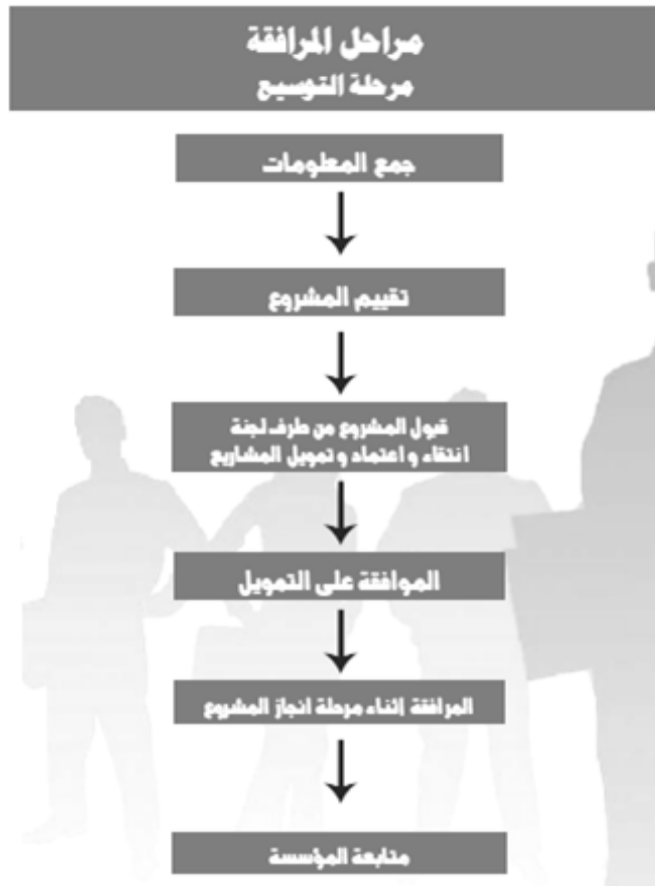 مراحل المرافقة
مرحلة التوسيع
جمع المعلومات
تقييم المشروع
قبول المشروع من طرف لجنة
انتقاء و اعتماد و تمويل المشاريع
الموافقة على التمويل
المرافقة إثناء مرحلة انجاز المشروع
متابعة المؤسسة